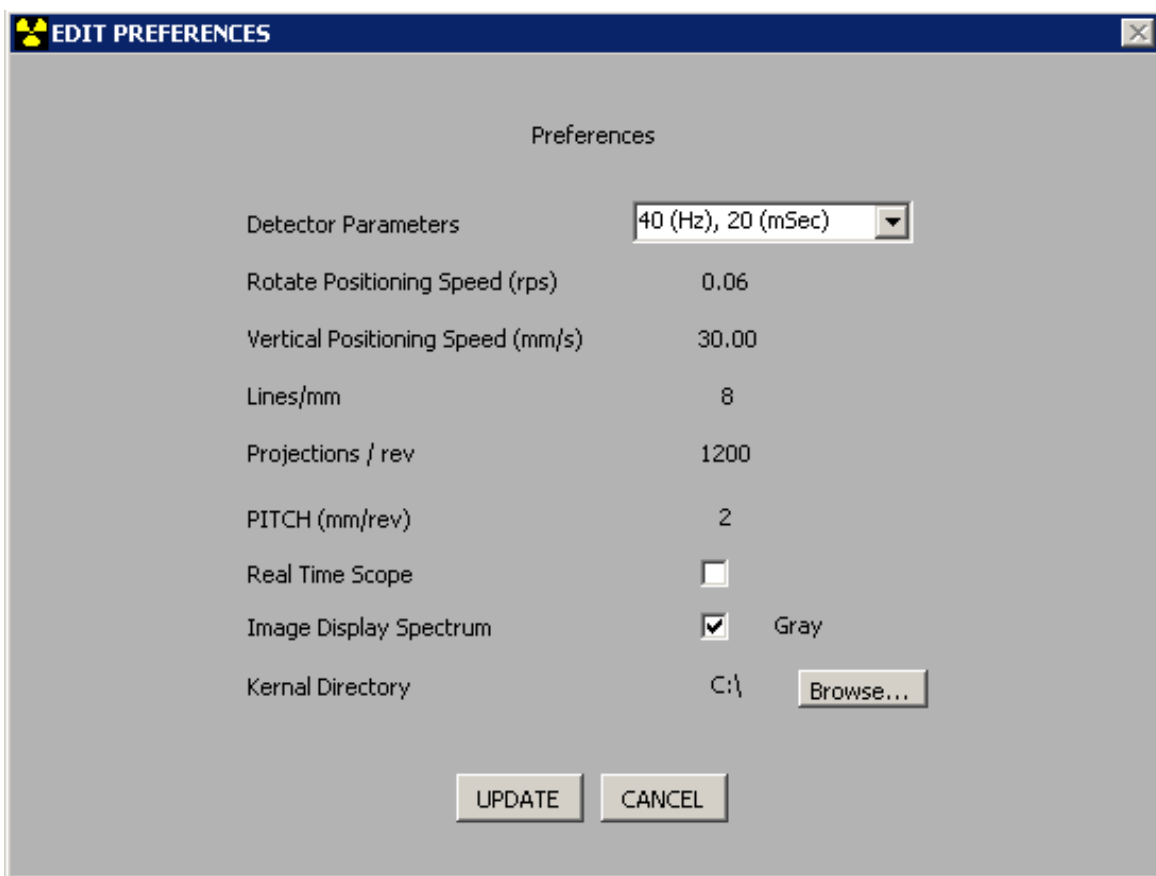 EDIT PREFERENCES
Preferences
Detector Parameters 40 (Hz), 20 (mSec)
Rotate Positioning Speed (rps) 0.06
Vertical Positioning Speed (mm/s) 30.00
Lines/mm 8
Projections / rev 1200
PITCH (mm/rev) 2
Real Time Scope
Image Display Spectrum Gray
Kernal Directory C:\ Browse...
UPDATE CANCEL